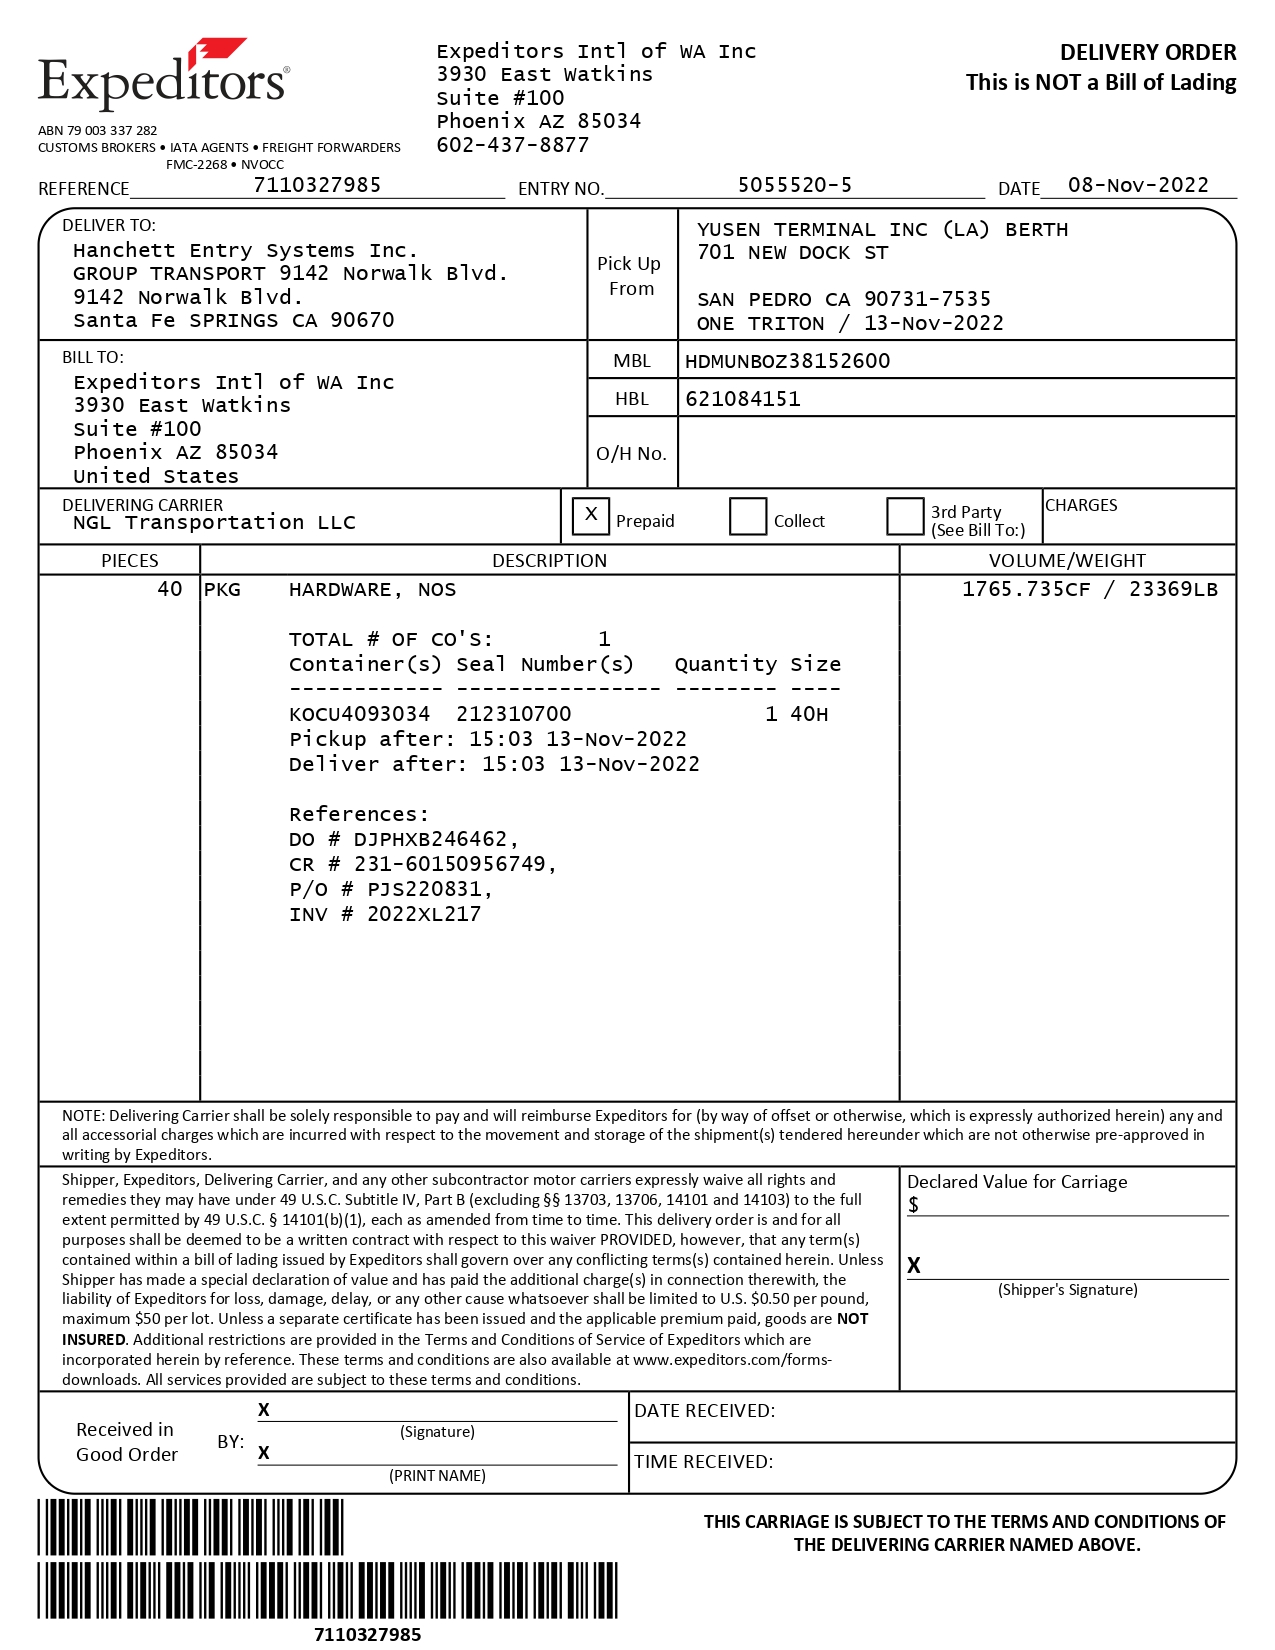 Expeditors®
ABN 79 003 337 282
CUSTOMS BROKERS • IATA AGENTS • FREIGHT FORWARDERS
FMC-2268 • NVOCC
Expeditors Intl of WA Inc
3930 East Watkins
Suite #100
Phoenix AZ 85034
602-437-8877
DELIVERY ORDER
This is NOT a Bill of Lading
REFERENCE 7110327985 ENTRY NO. 5055520-5 DATE 08-Nov-2022
DELIVER TO:
Hanchett Entry Systems Inc.
GROUP TRANSPORT 9142 Norwalk Blvd.
9142 Norwalk Blvd.
Santa Fe SPRINGS CA 90670
Pick Up
From
YUSEN TERMINAL INC (LA) BERTH
701 NEW DOCK ST
SAN PEDRO CA 90731-7535
ONE TRITON / 13-Nov-2022
BILL TO:
Expeditors Intl of WA Inc
3930 East Watkins
Suite #100
Phoenix AZ 85034
United States
MBL HDMUNBOZ38152600
HBL 621084151
O/H No.
DELIVERING CARRIER
NGL Transportation LLC
X Prepaid
Collect
3rd Party
(See Bill To:)
CHARGES
PIECES DESCRIPTION VOLUME/WEIGHT
40 PKG HARDWARE, NOS 1765.735CF / 23369LB
TOTAL # OF CO'S: 1
Container(s) Seal Number(s) Quantity Size
------------ ---------------- -------- ----
KOCU4093034 212310700 1 40H
Pickup after: 15:03 13-Nov-2022
Deliver after: 15:03 13-Nov-2022
References:
DO # DJPHXB246462,
CR # 231-60150956749,
P/O # PJS220831,
INV # 2022XL217
NOTE: Delivering Carrier shall be solely responsible to pay and will reimburse Expeditors for (by way of offset or otherwise, which is expressly authorized herein) any and
all accessorial charges which are incurred with respect to the movement and storage of the shipment(s) tendered hereunder which are not otherwise pre-approved in
writing by Expeditors.
Shipper, Expeditors, Delivering Carrier, and any other subcontractor motor carriers expressly waive all rights and
remedies they may have under 49 U.S.C. Subtitle IV, Part B (excluding §§ 13703, 13706, 14101 and 14103) to the full
extent permitted by 49 U.S.C. § 14101(b)(1), each as amended from time to time. This delivery order is and for all
purposes shall be deemed to be a written contract with respect to this waiver PROVIDED, however, that any term(s)
contained within a bill of lading issued by Expeditors shall govern over any conflicting terms(s) contained herein. Unless
Shipper has made a special declaration of value and has paid the additional charge(s) in connection therewith, the
liability of Expeditors for loss, damage, delay, or any other cause whatsoever shall be limited to U.S. $0.50 per pound,
maximum $50 per lot. Unless a separate certificate has been issued and the applicable premium paid, goods are NOT
INSURED. Additional restrictions are provided in the Terms and Conditions of Service of Expeditors which are
incorporated herein by reference. These terms and conditions are also available at www.expeditors.com/forms-
downloads. All services provided are subject to these terms and conditions.
Declared Value for Carriage
$
X
(Shipper's Signature)
Received in
Good Order
BY:
X
(Signature)
X
(PRINT NAME)
DATE RECEIVED:
TIME RECEIVED:
THIS CARRIAGE IS SUBJECT TO THE TERMS AND CONDITIONS OF
THE DELIVERING CARRIER NAMED ABOVE.
7110327985